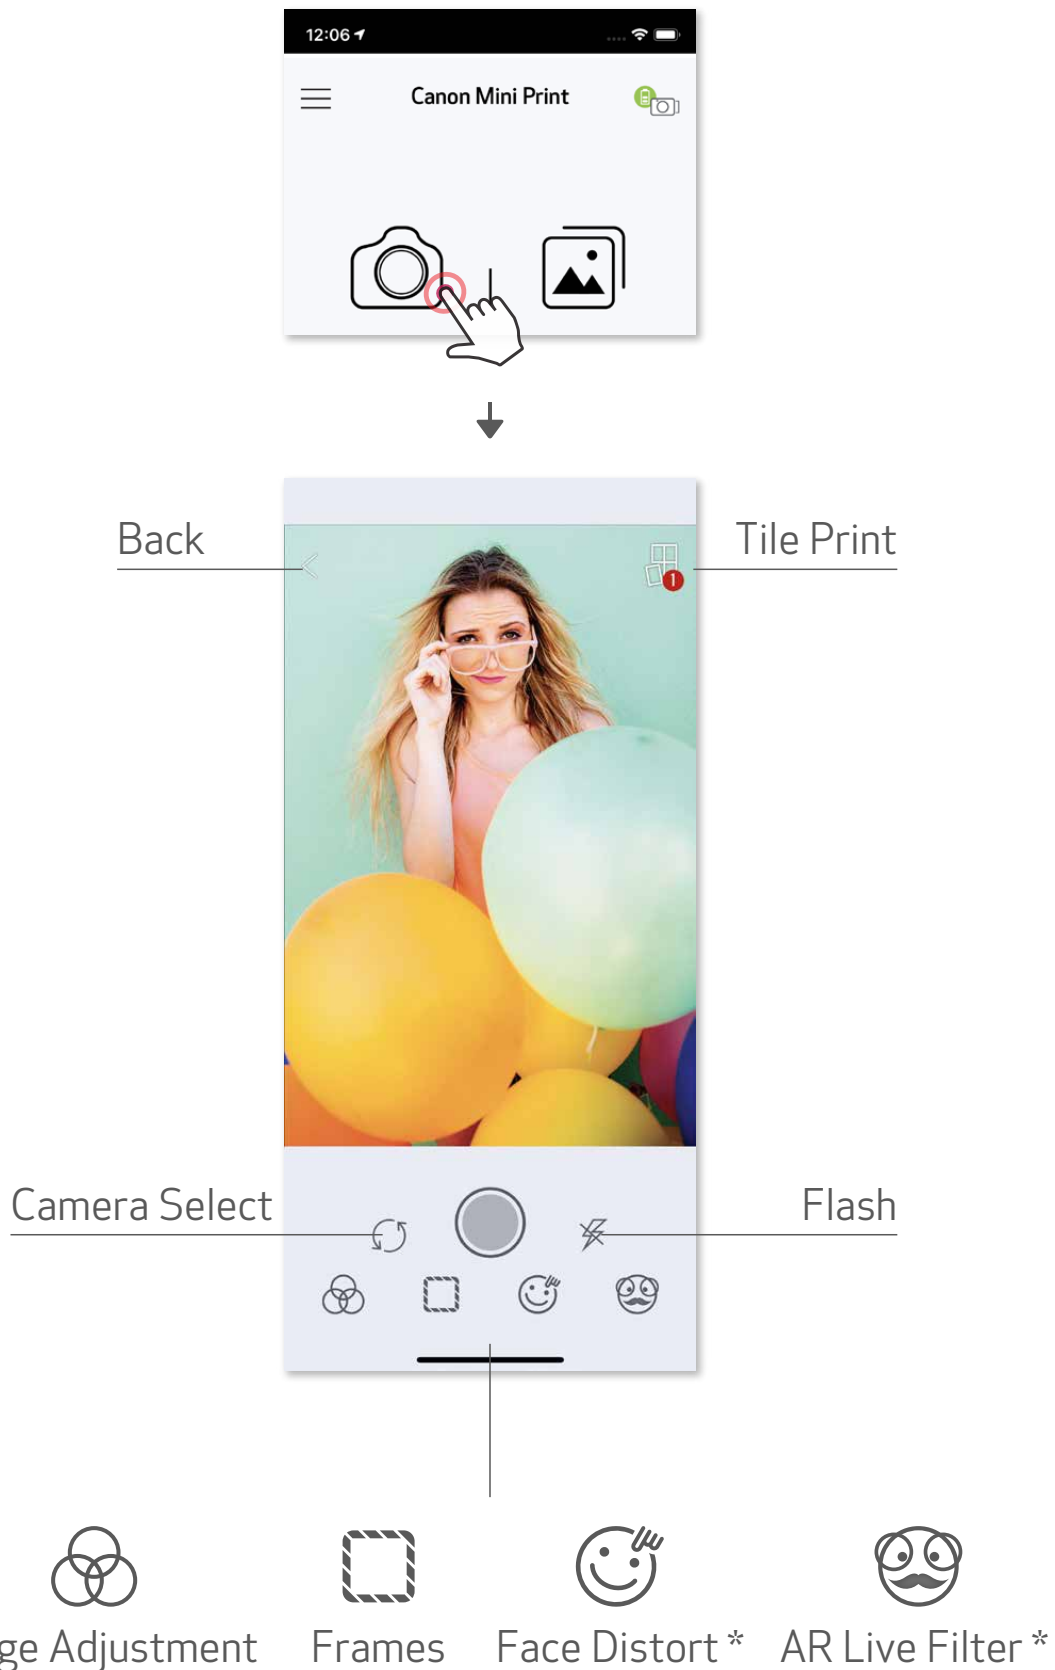 12:06
Canon Mini Print
Back
Tile Print
1
Camera Select
Flash
ge Adjustment
Frames
Face Distort *
AR Live Filter *